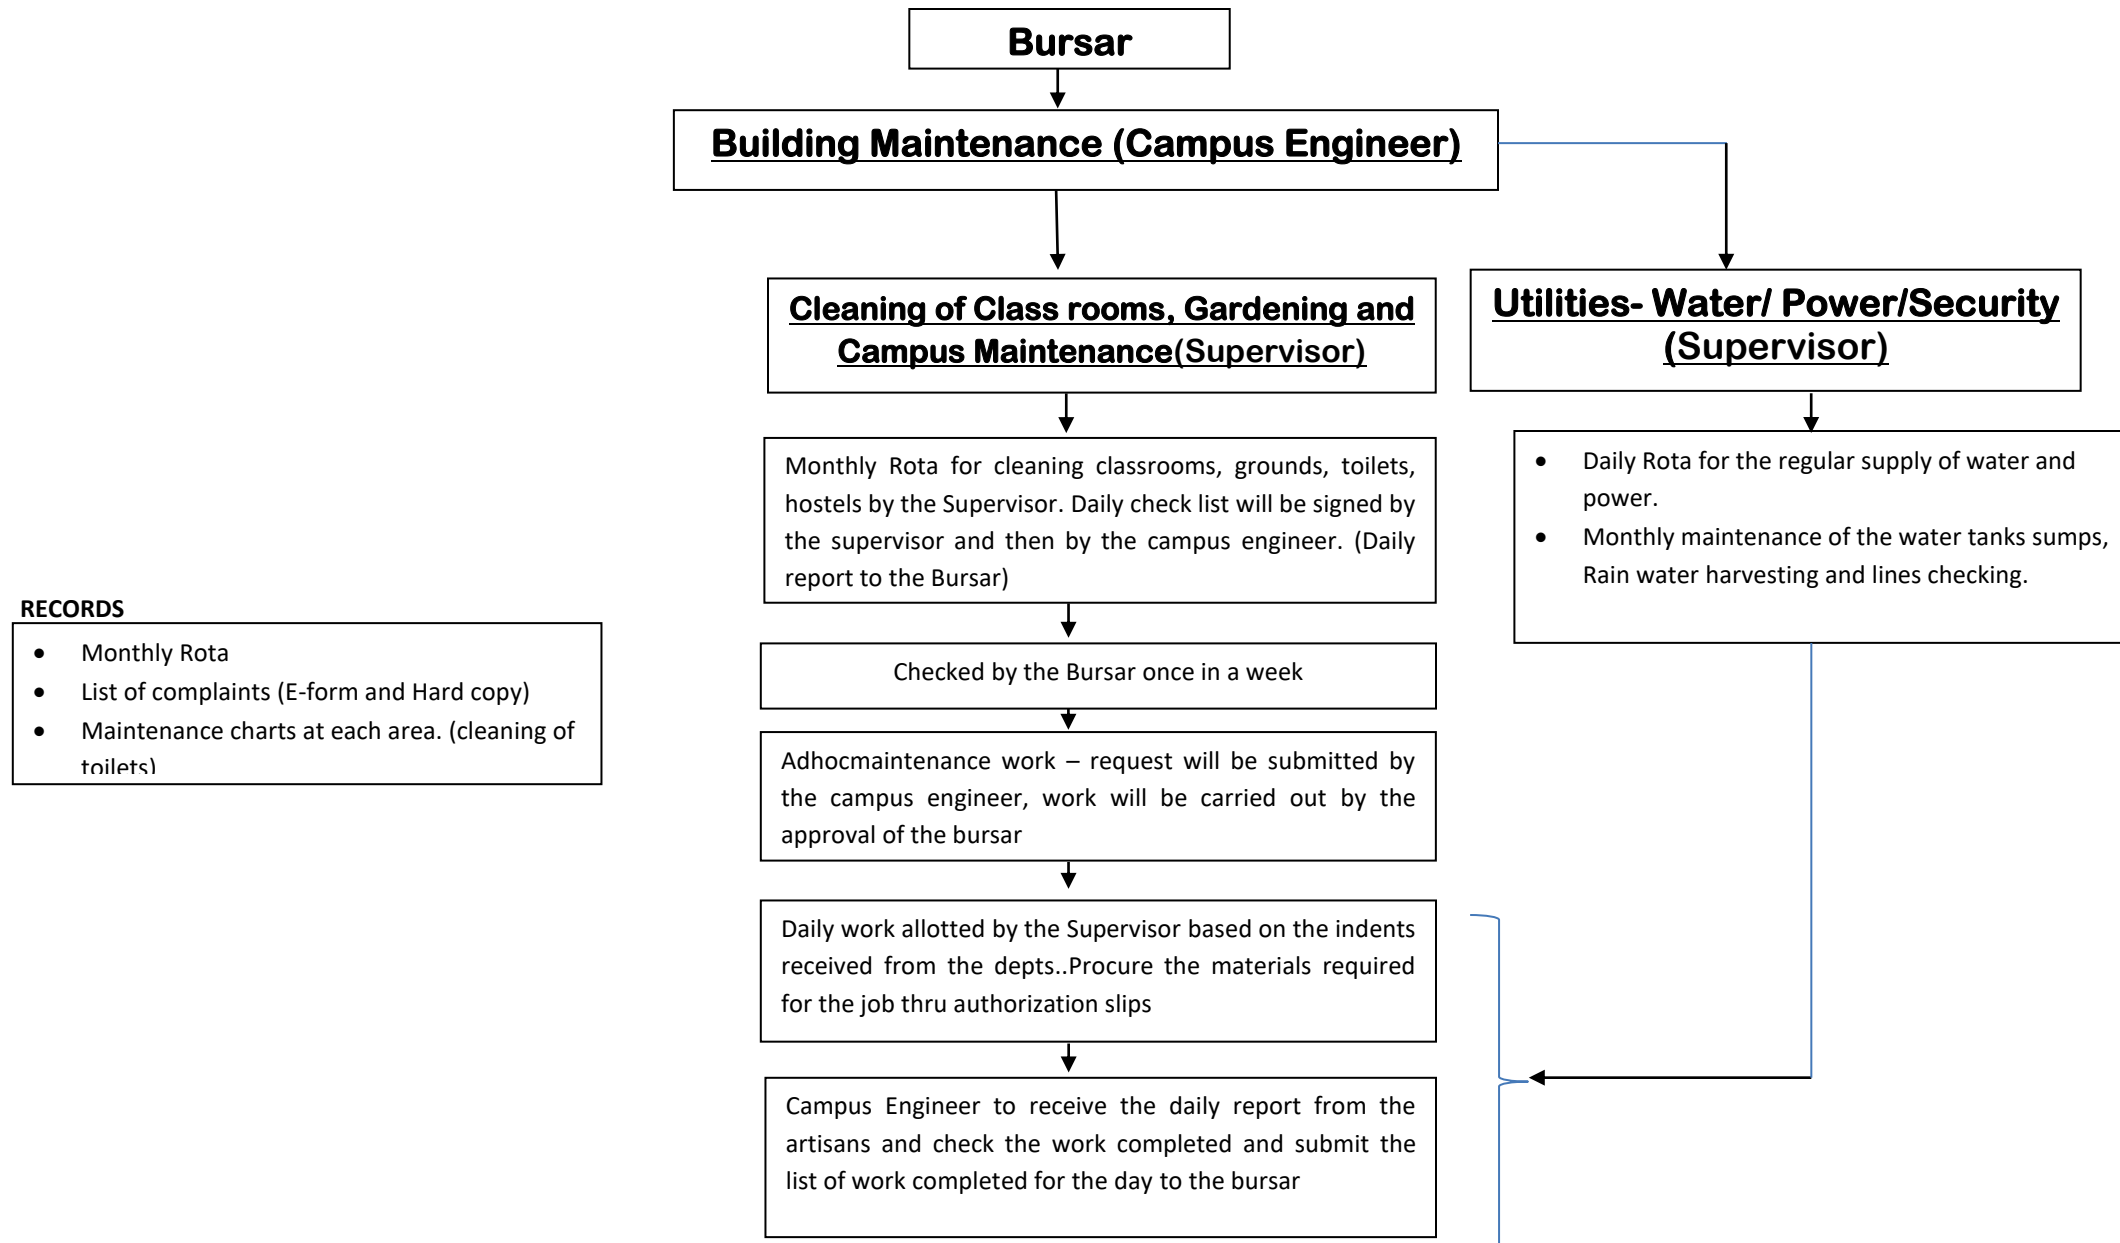 Bursar
Building Maintenance (Campus Engineer)
Cleaning of Class rooms, Gardening and
Campus Maintenance(Supervisor)
Utilities- Water/ Power/Security
(Supervisor)
Monthly Rota for cleaning classrooms, grounds, toilets,
hostels by the Supervisor. Daily check list will be signed by
the supervisor and then by the campus engineer. (Daily
report to the Bursar)
• Daily Rota for the regular supply of water and
power.
• Monthly maintenance of the water tanks sumps,
Rain water harvesting and lines checking.
RECORDS
• Monthly Rota
• List of complaints (E-form and Hard copy)
• Maintenance charts at each area. (cleaning of
toilets)
Checked by the Bursar once in a week
Adhocmaintenance work – request will be submitted by
the campus engineer, work will be carried out by the
approval of the bursar
Daily work allotted by the Supervisor based on the indents
received from the depts..Procure the materials required
for the job thru authorization slips
Campus Engineer to receive the daily report from the
artisans and check the work completed and submit the
list of work completed for the day to the bursar